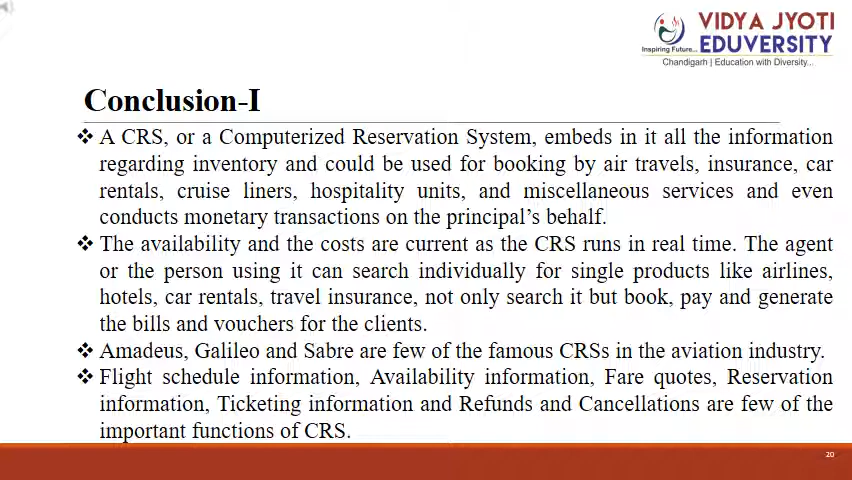 VIDYA JYOTI
EDUVERSITY
Inspiring Future...
Chandigarh | Education with Diversity...
Conclusion-I
❖ A CRS, or a Computerized Reservation System, embeds in it all the information
regarding inventory and could be used for booking by air travels, insurance, car
rentals, cruise liners, hospitality units, and miscellaneous services and even
conducts monetary transactions on the principal’s behalf.
❖ The availability and the costs are current as the CRS runs in real time. The agent
or the person using it can search individually for single products like airlines,
hotels, car rentals, travel insurance, not only search it but book, pay and generate
the bills and vouchers for the clients.
❖ Amadeus, Galileo and Sabre are few of the famous CRSs in the aviation industry.
❖ Flight schedule information, Availability information, Fare quotes, Reservation
information, Ticketing information and Refunds and Cancellations are few of the
important functions of CRS.
20